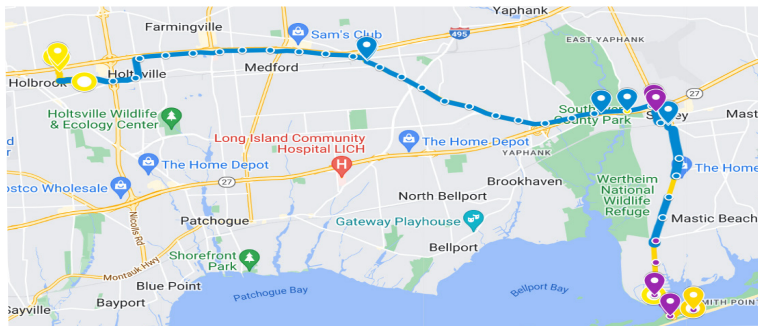 Yaphank
Farmingville
495
Sam's Club
EAST YAPHANK
Medford
Holbrook
Holtsville
27
Mast
South
County Park
Holtsville Wildlife
& Ecology Center
Long Island Community
Hospital LICH
H
The Home Depot
YAPHANK
The Home Depot
The Home
Brookhaven
Wertheim
National
Wildlife
Refuge
ostco Wholesale
27
North Bellport
Nicolls Rd
Patchogue
Gateway Playhouse
Mastic Beach
Bellport
Shorefront
Park
Montauk Hwy
Blue Point
Patchogue Bay
Bellport Bay
Bayport
SMITH POINT
Sayville